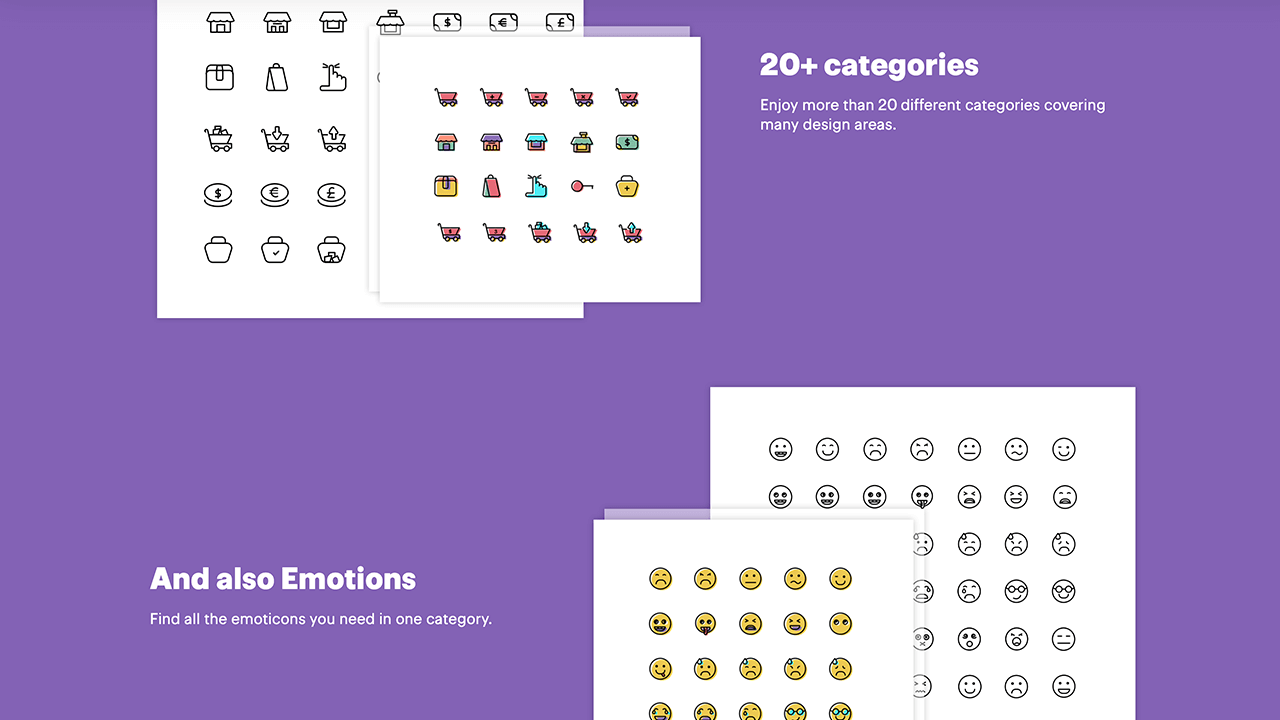 20+ categories
Enjoy more than 20 different categories covering
many design areas.
And also Emotions
Find all the emoticons you need in one category.